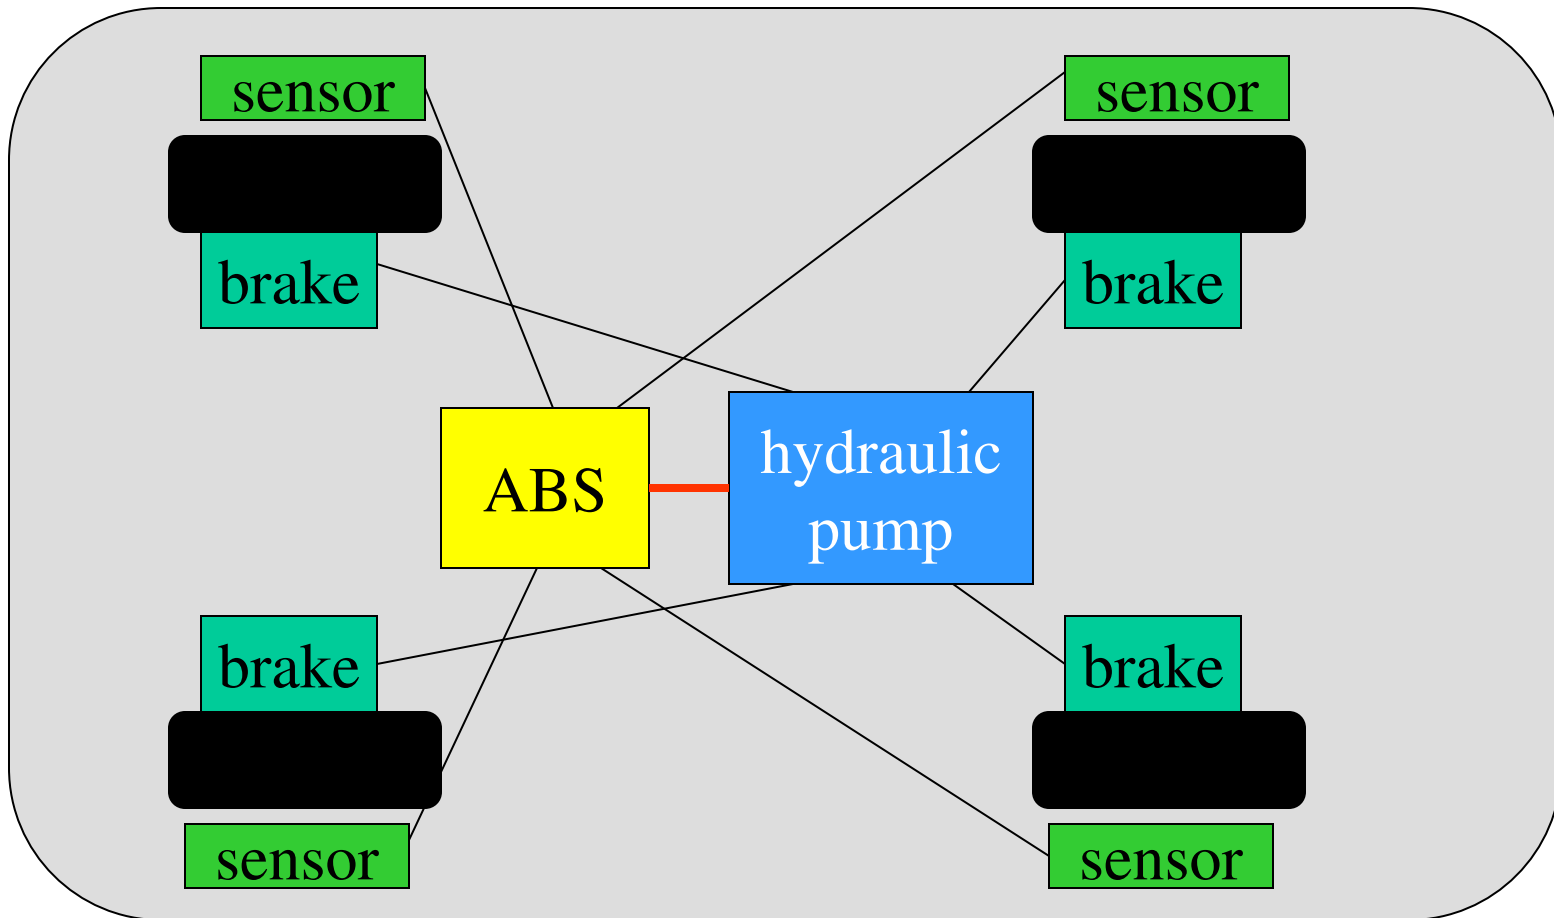 sensor
sensor
brake
brake
ABS
hydraulic
pump
brake
brake
sensor
sensor